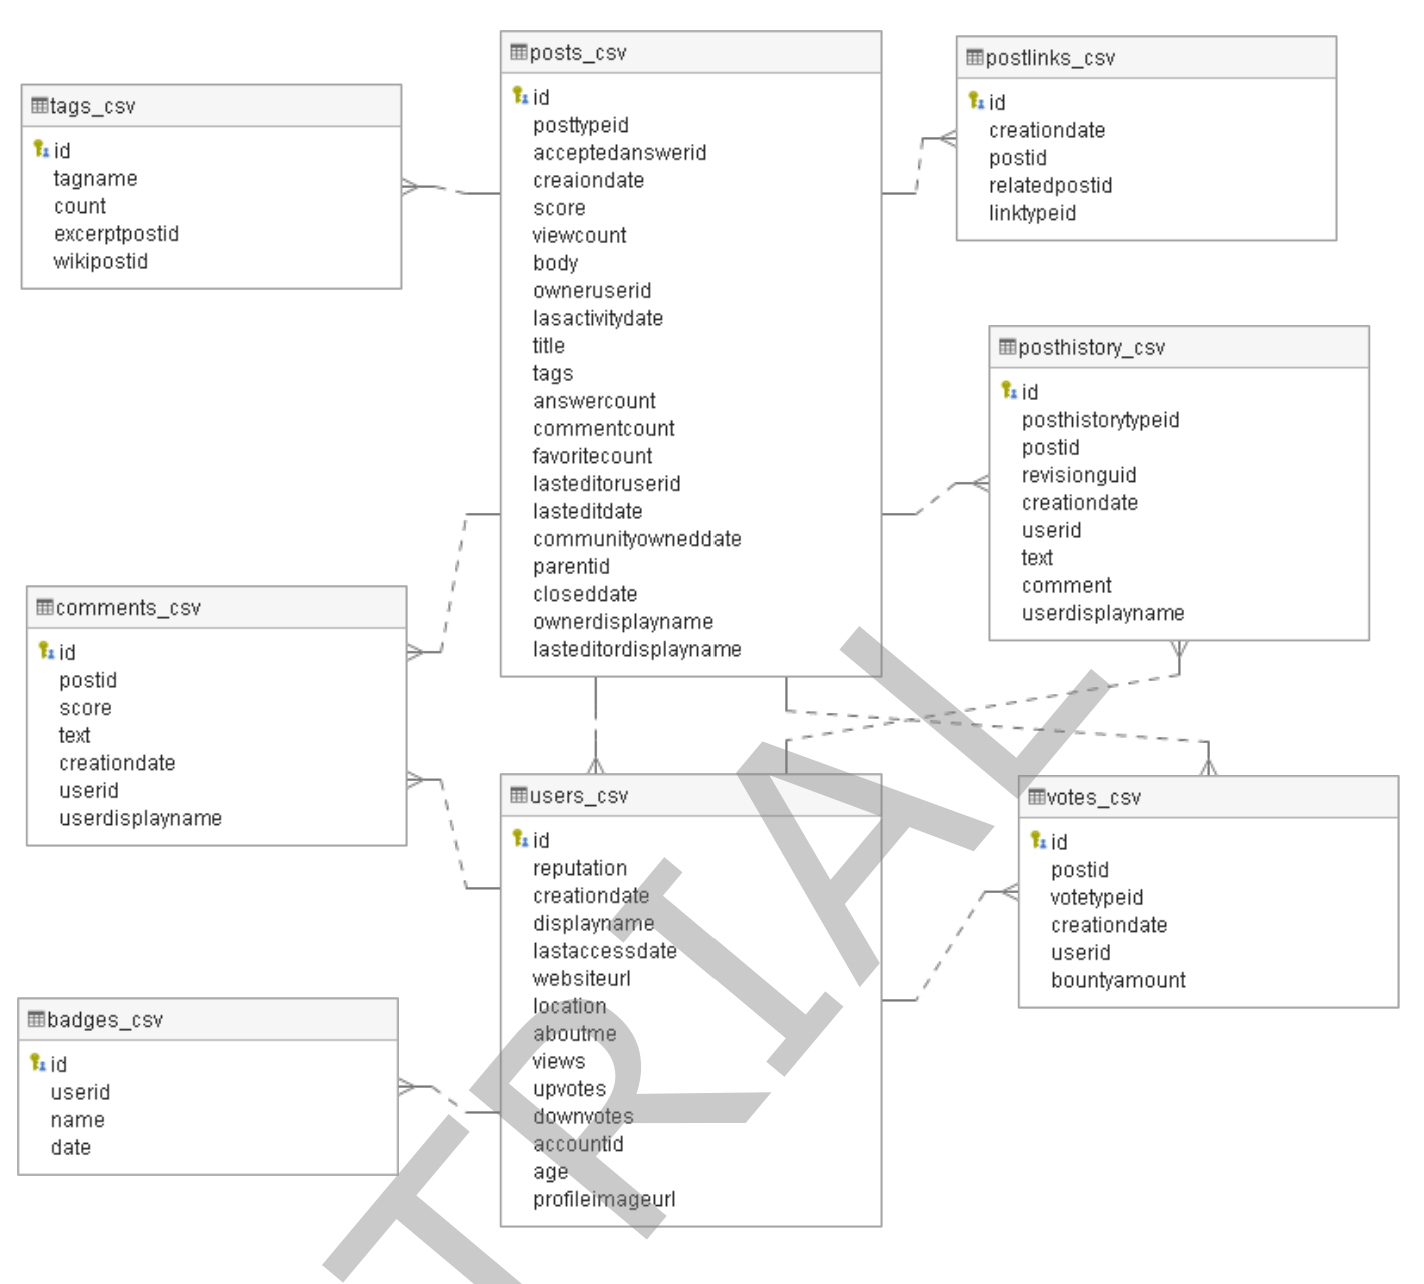 tags_csv
id
tagname
count
excerptpostid
wikipostid
posts_csv
id
posttypeid
acceptedanswerid
creaiondate
score
viewcount
body
owneruserid
lasactivitydate
title
tags
answercount
commentcount
favoritecount
lasteditoruserid
lasteditdate
communityowneddate
parentid
closeddate
ownerdisplayname
lasteditordisplayname
postlinks_csv
id
creationdate
postid
relatedpostid
linktypeid
posthistory_csv
id
posthistorytypeid
postid
revisionguid
creationdate
userid
text
comment
userdisplayname
comments_csv
id
postid
score
text
creationdate
userid
userdisplayname
users_csv
id
reputation
creationdate
displayname
lastaccessdate
websiteurl
location
aboutme
views
upvotes
downvotes
accountid
age
profileimageurl
votes_csv
id
postid
votetypeid
creationdate
userid
bountyamount
badges_csv
id
userid
name
date
TRIAL